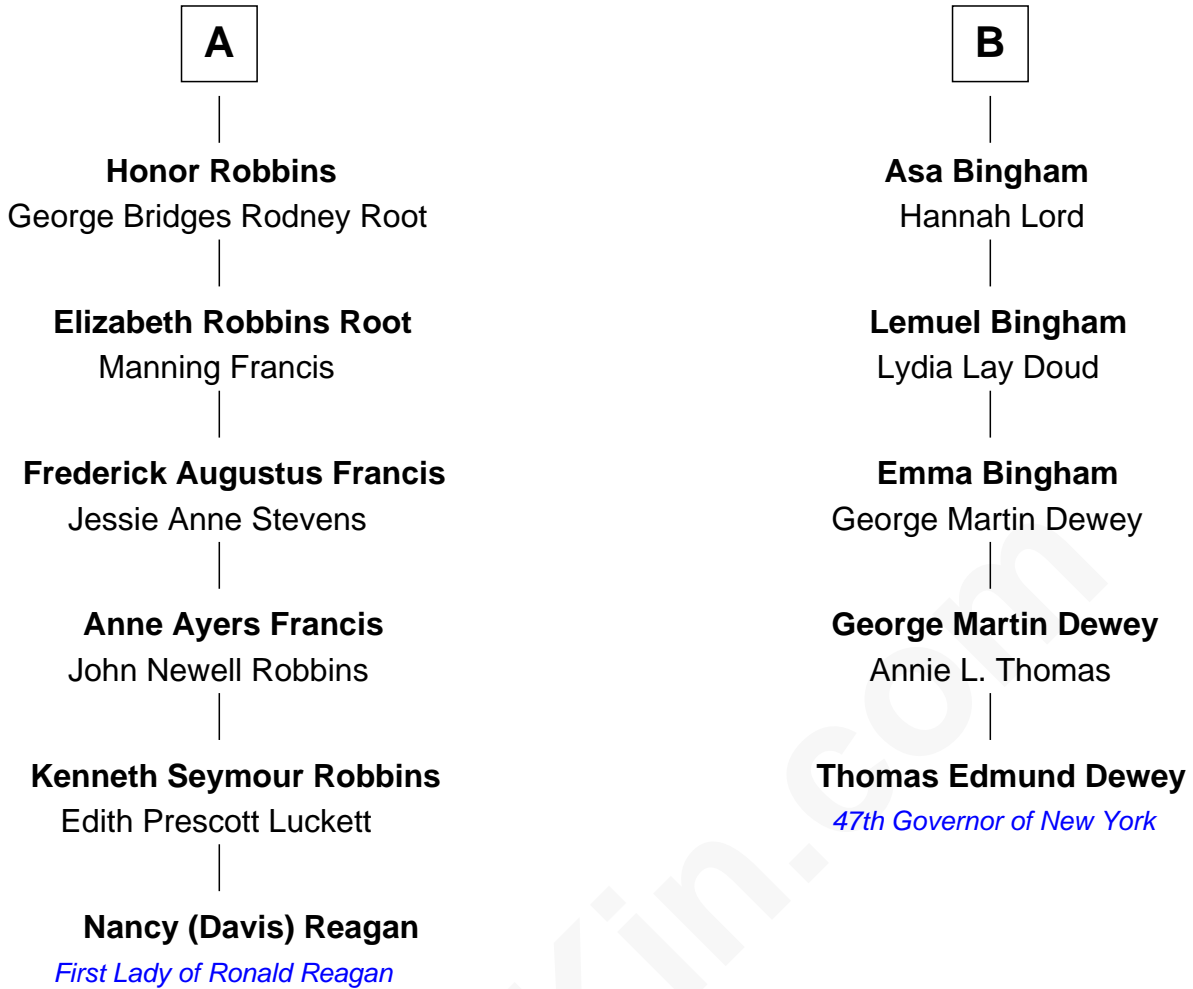 A
Honor Robbins
George Bridges Rodney Root
Elizabeth Robbins Root
Manning Francis
Frederick Augustus Francis
Jessie Anne Stevens
Anne Ayers Francis
John Newell Robbins
Kenneth Seymour Robbins
Edith Prescott Luckett
Nancy (Davis) Reagan
First Lady of Ronald Reagan
B
Asa Bingham
Hannah Lord
Lemuel Bingham
Lydia Lay Doud
Emma Bingham
George Martin Dewey
George Martin Dewey
Annie L. Thomas
Thomas Edmund Dewey
47th Governor of New York